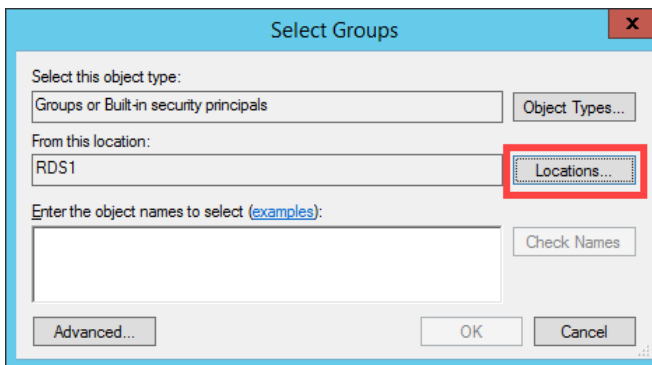 Select Groups
x
Select this object type:
Groups or Built-in security principals
Object Types...
From this location:
RDS1
Locations...
Enter the object names to select (examples):
Check Names
Advanced...
OK
Cancel